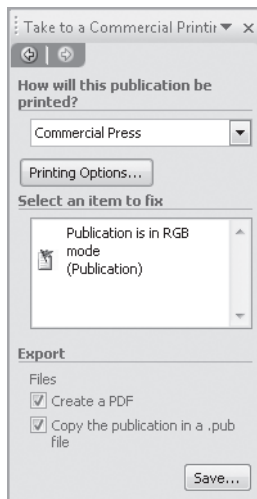 Take to a Commercial Printin
How will this publication be
printed?
Commercial Press
Printing Options...
Select an item to fix
Publication is in RGB
mode
(Publication)
Export
Files
Create a PDF
Copy the publication in a .pub
file
Save...